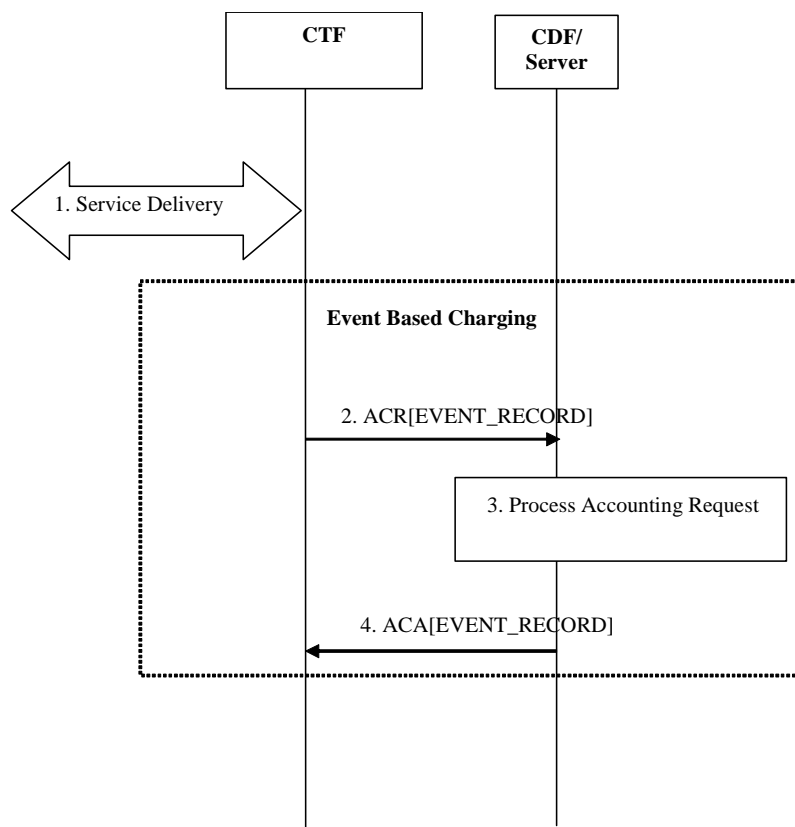 CTF
CDF/
Server
1. Service Delivery
Event Based Charging
2. ACR[EVENT_RECORD]
3. Process Accounting Request
4. ACA[EVENT_RECORD]